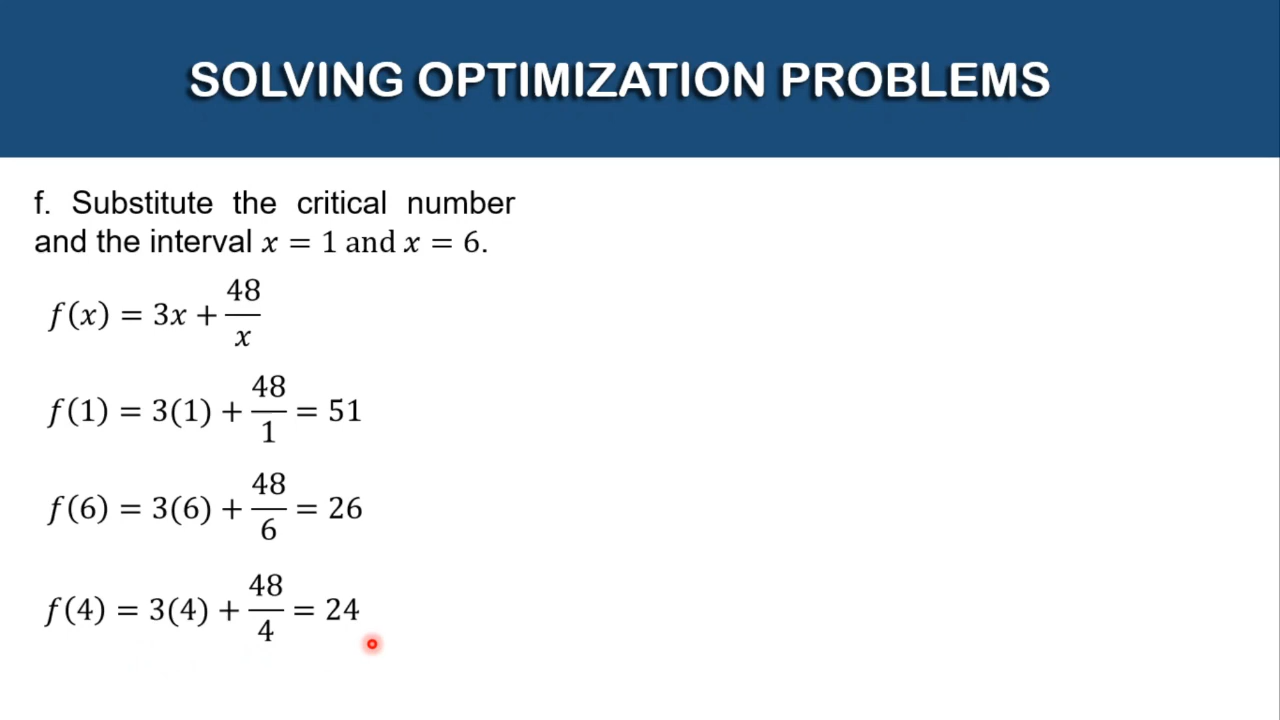 SOLVING OPTIMIZATION PROBLEMS
f. Substitute the critical number
and the interval x = 1 and x = 6.
f(x) = 3x + 48/x
f(1) = 3(1) + 48/1 = 51
f(6) = 3(6) + 48/6 = 26
f(4) = 3(4) + 48/4 = 24